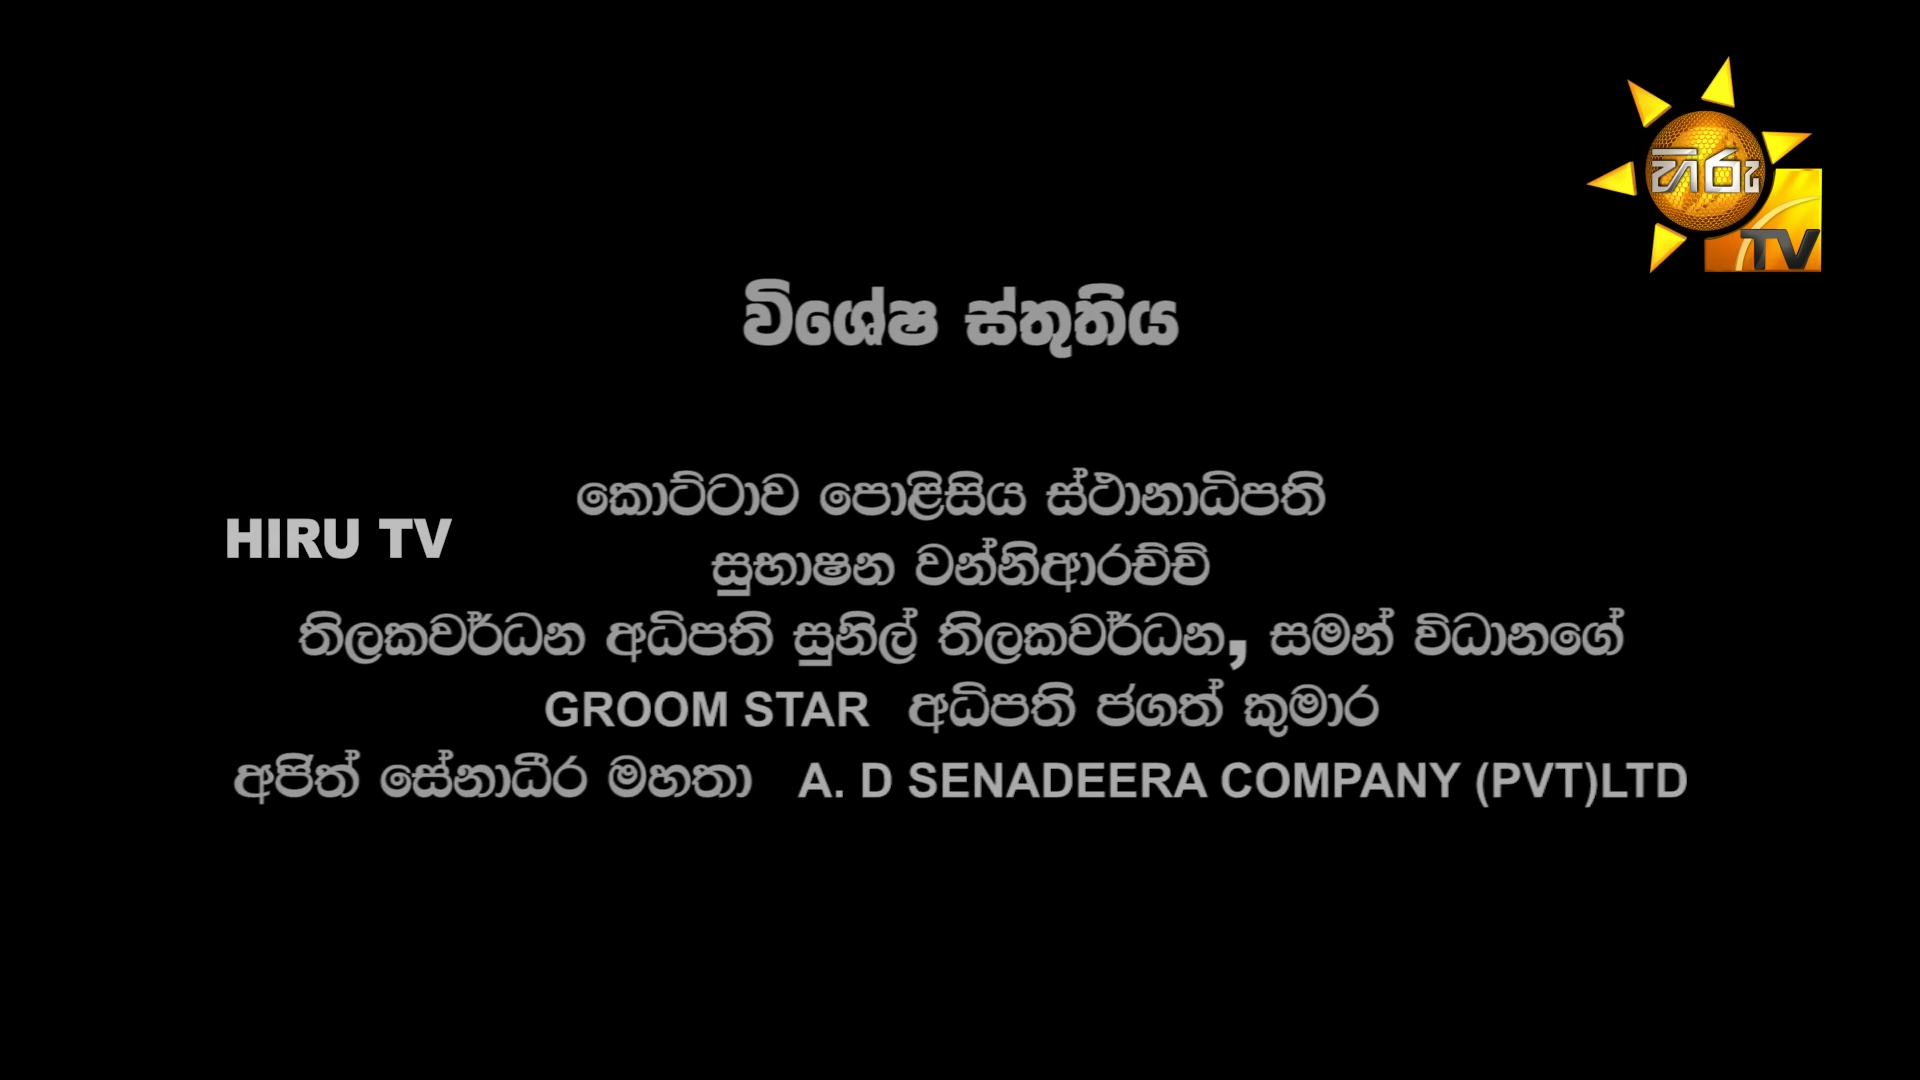 හිරු
TV
විශේෂ ස්තූතිය
කොට්ටාව පොළිසිය ස්ථානාධිපති
HIRU TV
සුභාෂන වන්නිආරච්චි
තිලකවර්ධන අධිපති සුනිල් තිලකවර්ධන, සමන් විධානගේ
GROOM STAR අධිපති ජගත් කුමාර
අජිත් සේනාධීර මහතා A. D SENADEERA COMPANY (PVT)LTD